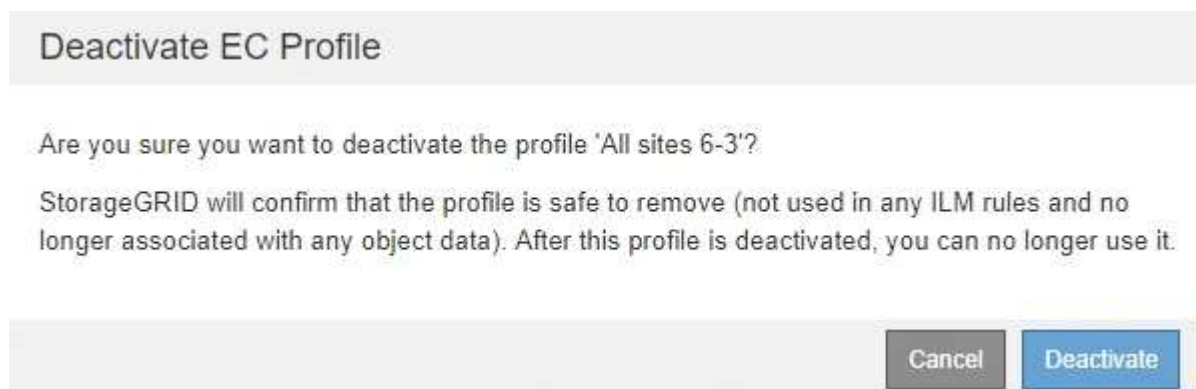 Deactivate EC Profile
Are you sure you want to deactivate the profile 'All sites 6-3'?
StorageGRID will confirm that the profile is safe to remove (not used in any ILM rules and no
longer associated with any object data). After this profile is deactivated, you can no longer use it.
Cancel Deactivate